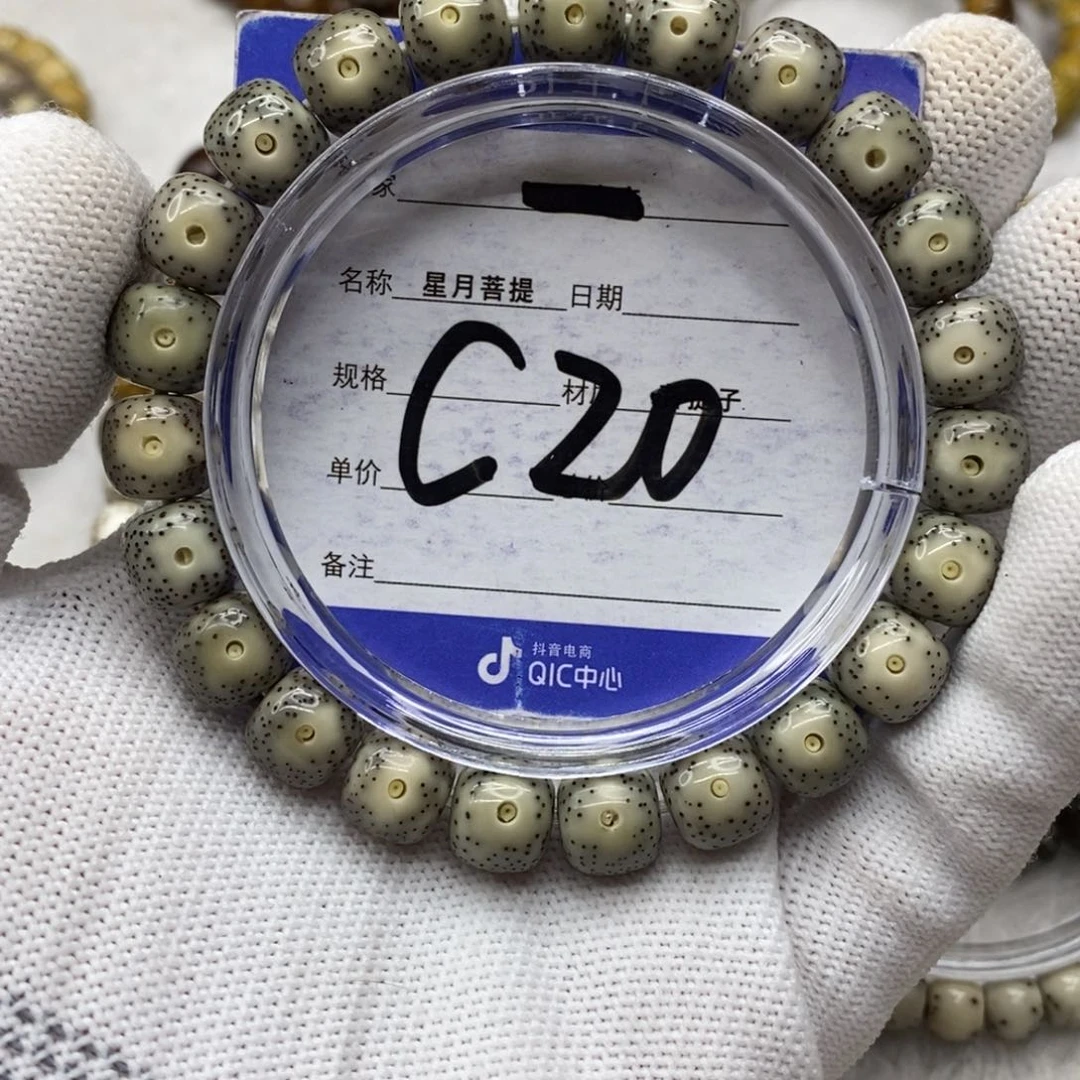 家
名称 星月菩提 日期
规格 材
C20
提子
单价
备注
抖音电商
QIC中心